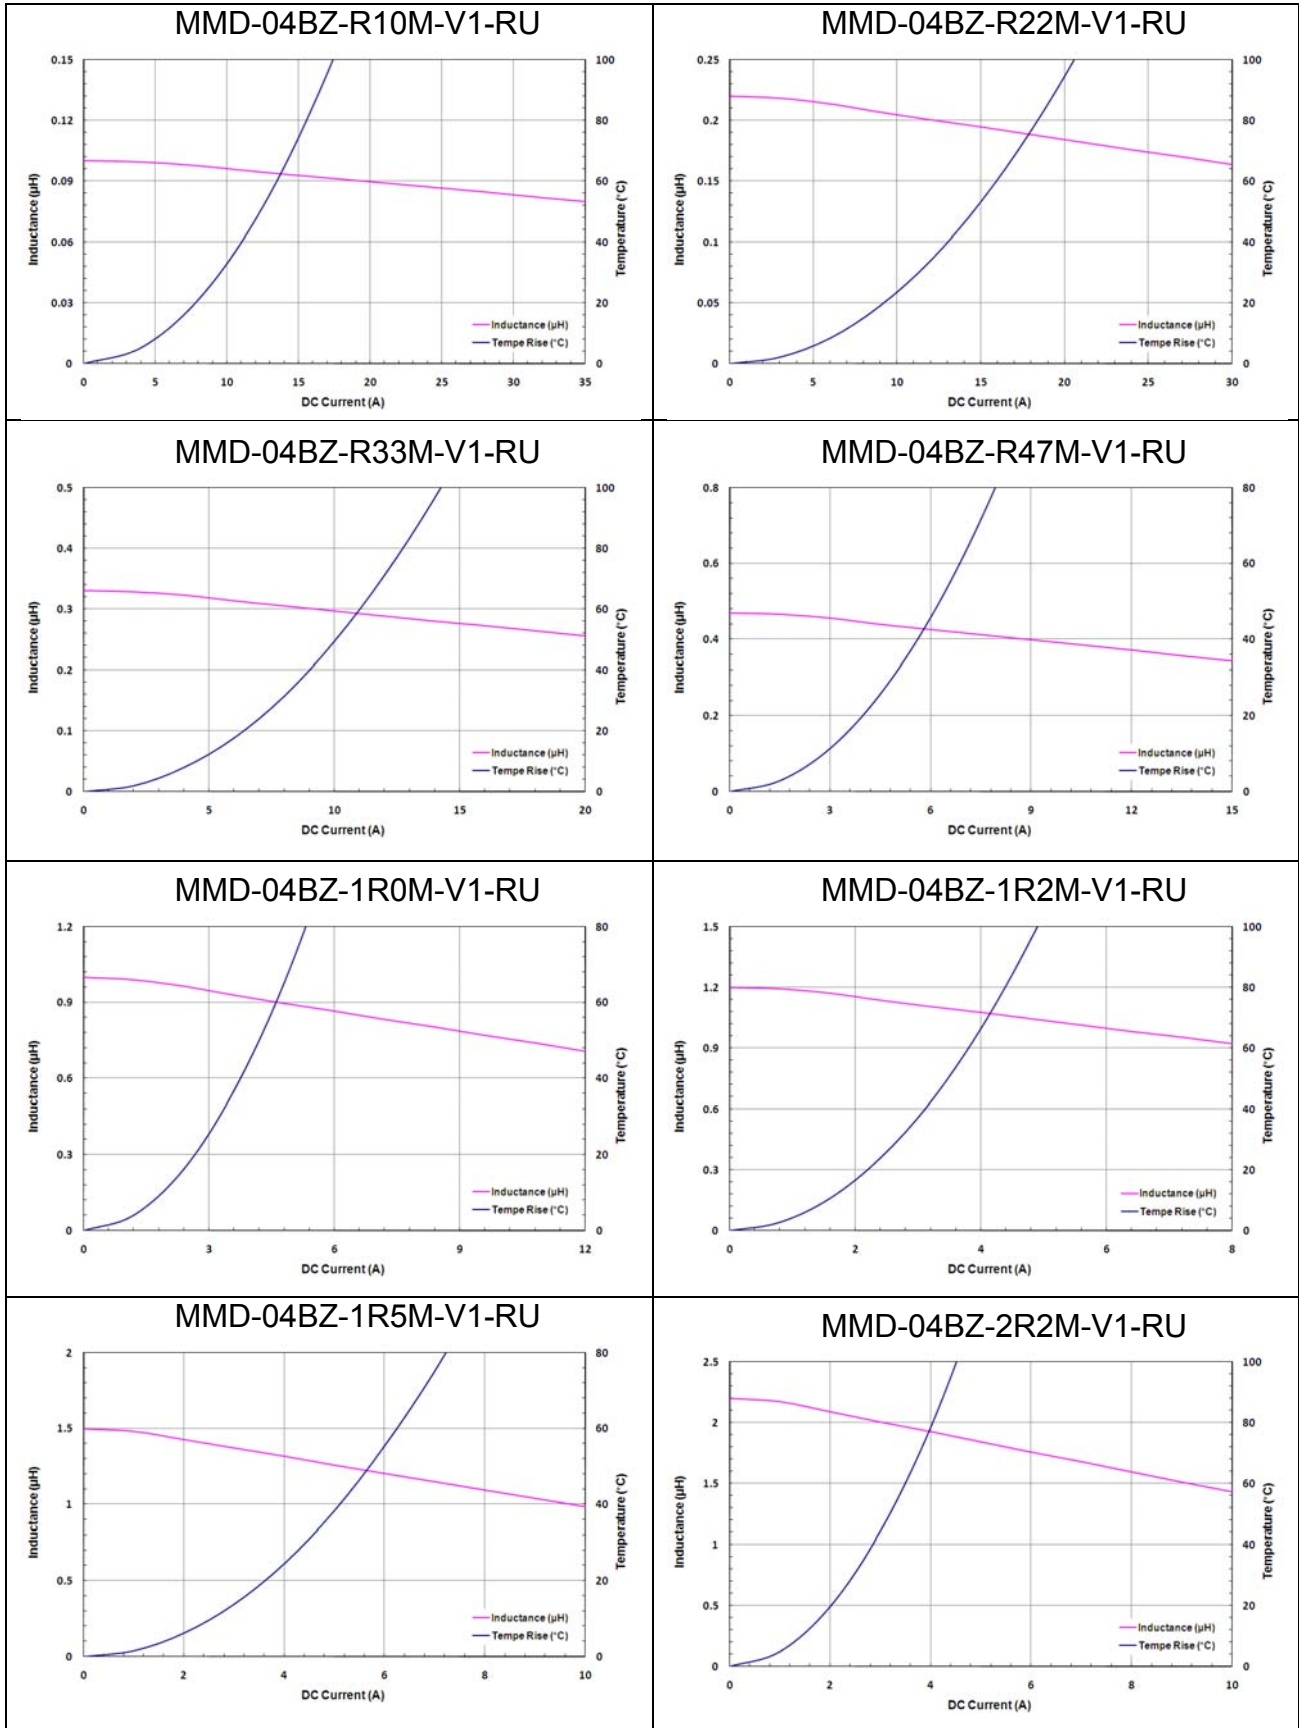 MMD-04BZ-R10M-V1-RU
0.15
0.12
0.09
0.06
0.03
0
Inductance (µH)
100
80
60
40
20
0
Temperature (°C)
Inductance (µH)
Tempe Rise (°C)
0 5 10 15 20 25 30 35
DC Current (A)
MMD-04BZ-R22M-V1-RU
0.25
0.2
0.15
0.1
0.05
0
Inductance (µH)
100
80
60
40
20
0
Temperature (°C)
Inductance (µH)
Tempe Rise (°C)
0 5 10 15 20 25 30
DC Current (A)
MMD-04BZ-R33M-V1-RU
0.5
0.4
0.3
0.2
0.1
0
Inductance (µH)
100
80
60
40
20
0
Temperature (°C)
Inductance (µH)
Tempe Rise (°C)
0 5 10 15 20
DC Current (A)
MMD-04BZ-R47M-V1-RU
0.8
0.6
0.4
0.2
0
Inductance (µH)
80
60
40
20
0
Temperature (°C)
Inductance (µH)
Tempe Rise (°C)
0 3 6 9 12 15
DC Current (A)
MMD-04BZ-1R0M-V1-RU
1.2
0.9
0.6
0.3
0
Inductance (µH)
80
60
40
20
0
Temperature (°C)
Inductance (µH)
Tempe Rise (°C)
0 3 6 9 12
DC Current (A)
MMD-04BZ-1R2M-V1-RU
1.5
1.2
0.9
0.6
0.3
0
Inductance (µH)
100
80
60
40
20
0
Temperature (°C)
Inductance (µH)
Tempe Rise (°C)
0 2 4 6 8
DC Current (A)
MMD-04BZ-1R5M-V1-RU
2
1.5
1
0.5
0
Inductance (µH)
80
60
40
20
0
Temperature (°C)
Inductance (µH)
Tempe Rise (°C)
0 2 4 6 8 10
DC Current (A)
MMD-04BZ-2R2M-V1-RU
2.5
2
1.5
1
0.5
0
Inductance (µH)
100
80
60
40
20
0
Temperature (°C)
Inductance (µH)
Tempe Rise (°C)
0 2 4 6 8 10
DC Current (A)